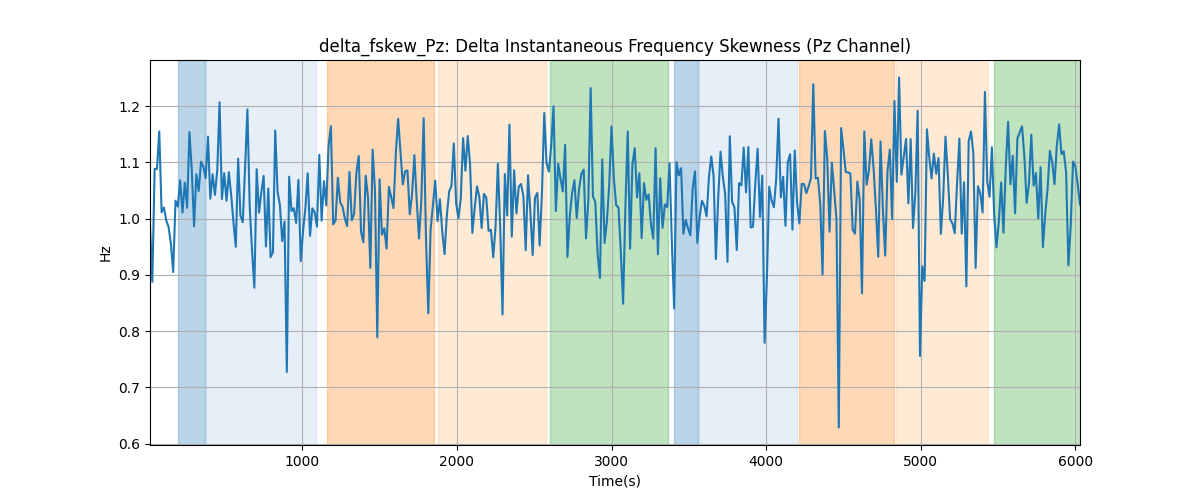 delta_fskew_Pz: Delta Instantaneous Frequency Skewness (Pz Channel)
1.2
1.1
1.0
0.9
0.8
0.7
0.6
Hz
1000 2000 3000 4000 5000 6000
Time(s)